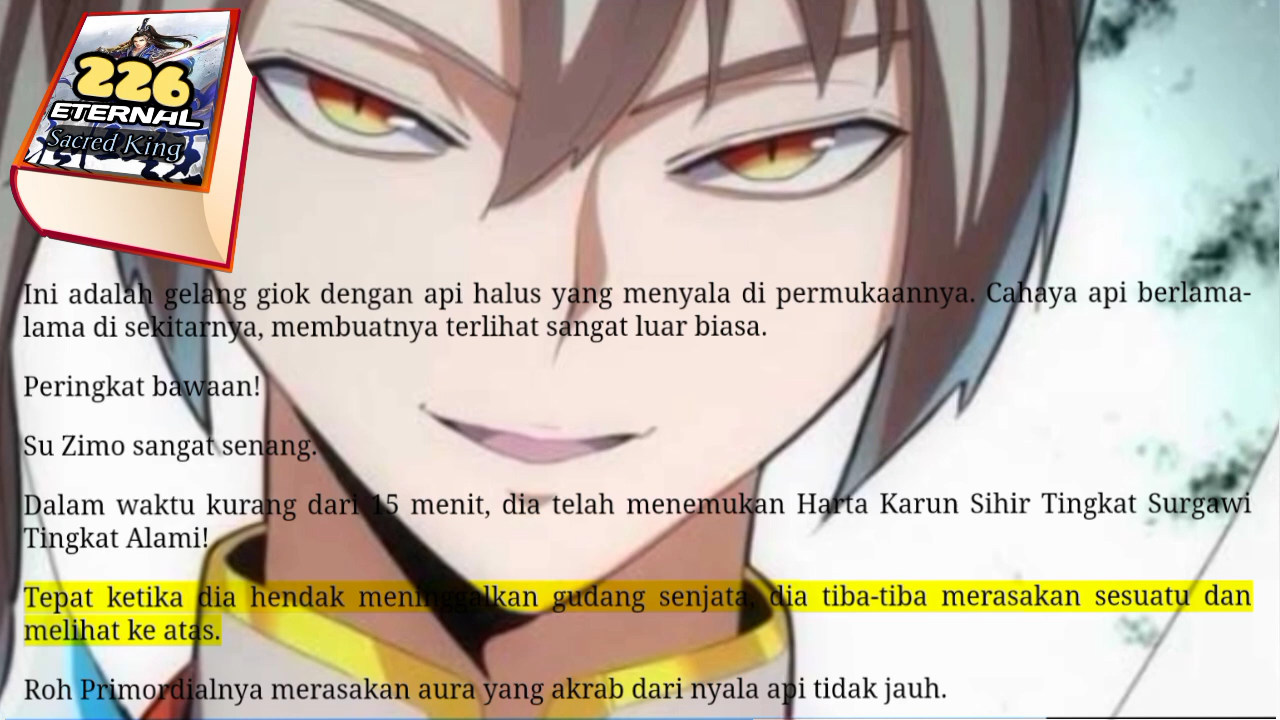 226
ETERNAL
Sacred King
Ini adalah gelang giok dengan api halus yang menyala di permukaannya. Cahaya api berlama-
lama di sekitarnya, membuatnya terlihat sangat luar biasa.
Peringkat bawaan!
Su Zimo sangat senang.
Dalam waktu kurang dari 15 menit, dia telah menemukan Harta Karun Sihir Tingkat Surgawi
Tingkat Alami!
Tepat ketika dia hendak meninggalkan gudang senjata, dia tiba-tiba merasakan sesuatu dan
melihat ke atas.
Roh Primordialnya merasakan aura yang akrab dari nyala api tidak jauh.